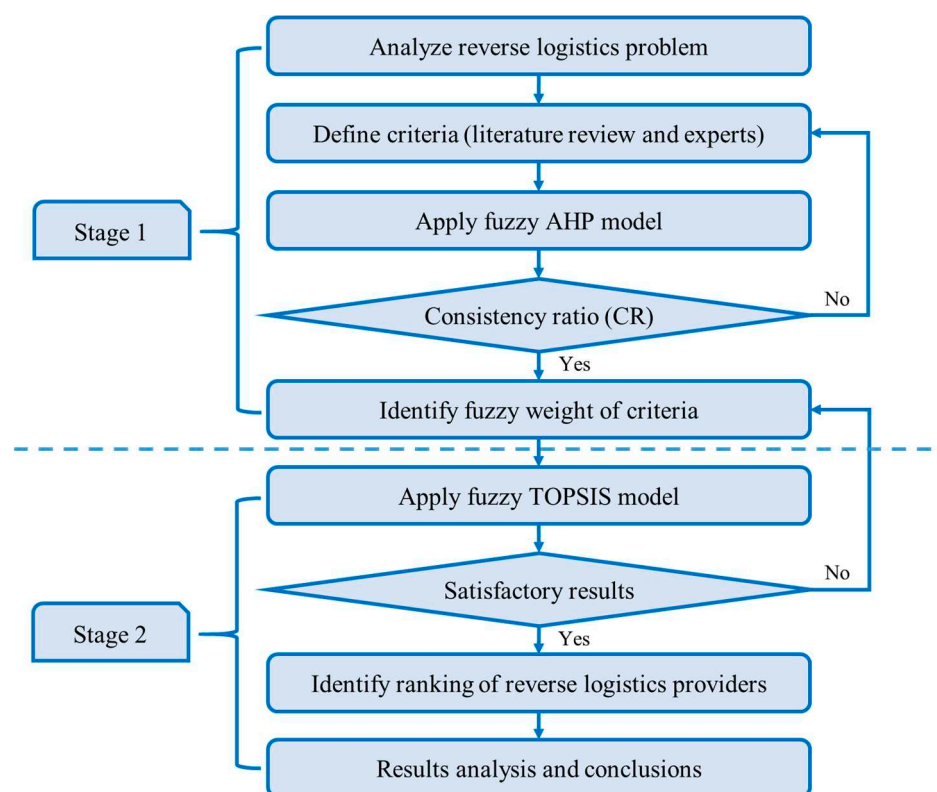 Analyze reverse logistics problem
Define criteria (literature review and experts)
Stage 1
Apply fuzzy AHP model
Consistency ratio (CR)
No
Yes
Identify fuzzy weight of criteria
Apply fuzzy TOPSIS model
Satisfactory results
No
Stage 2
Yes
Identify ranking of reverse logistics providers
Results analysis and conclusions